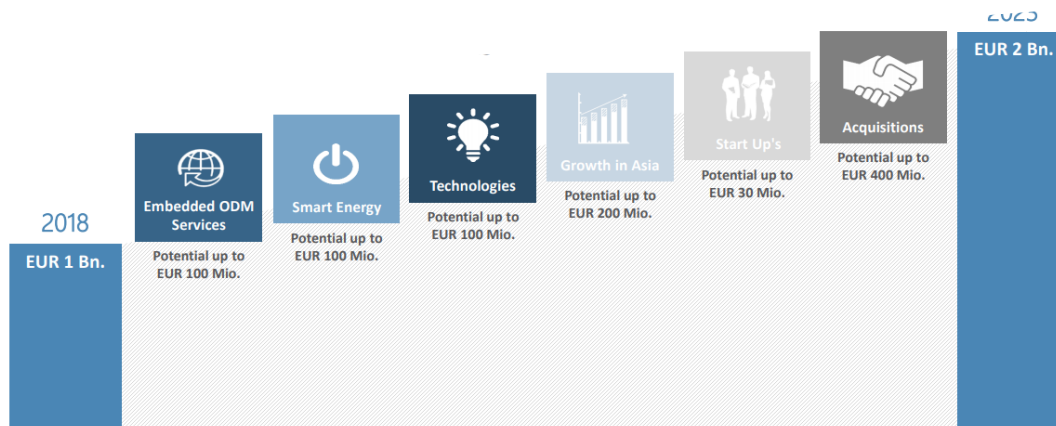 2018
EUR 1 Bn.
Embedded ODM
Services
Potential up to
EUR 100 Mio.
Smart Energy
Potential up to
EUR 100 Mio.
Technologies
Potential up to
EUR 100 Mio.
Growth in Asia
Potential up to
EUR 200 Mio.
Start Up's
Potential up to
EUR 30 Mio.
Acquisitions
Potential up to
EUR 400 Mio.
EUR 2 Bn.